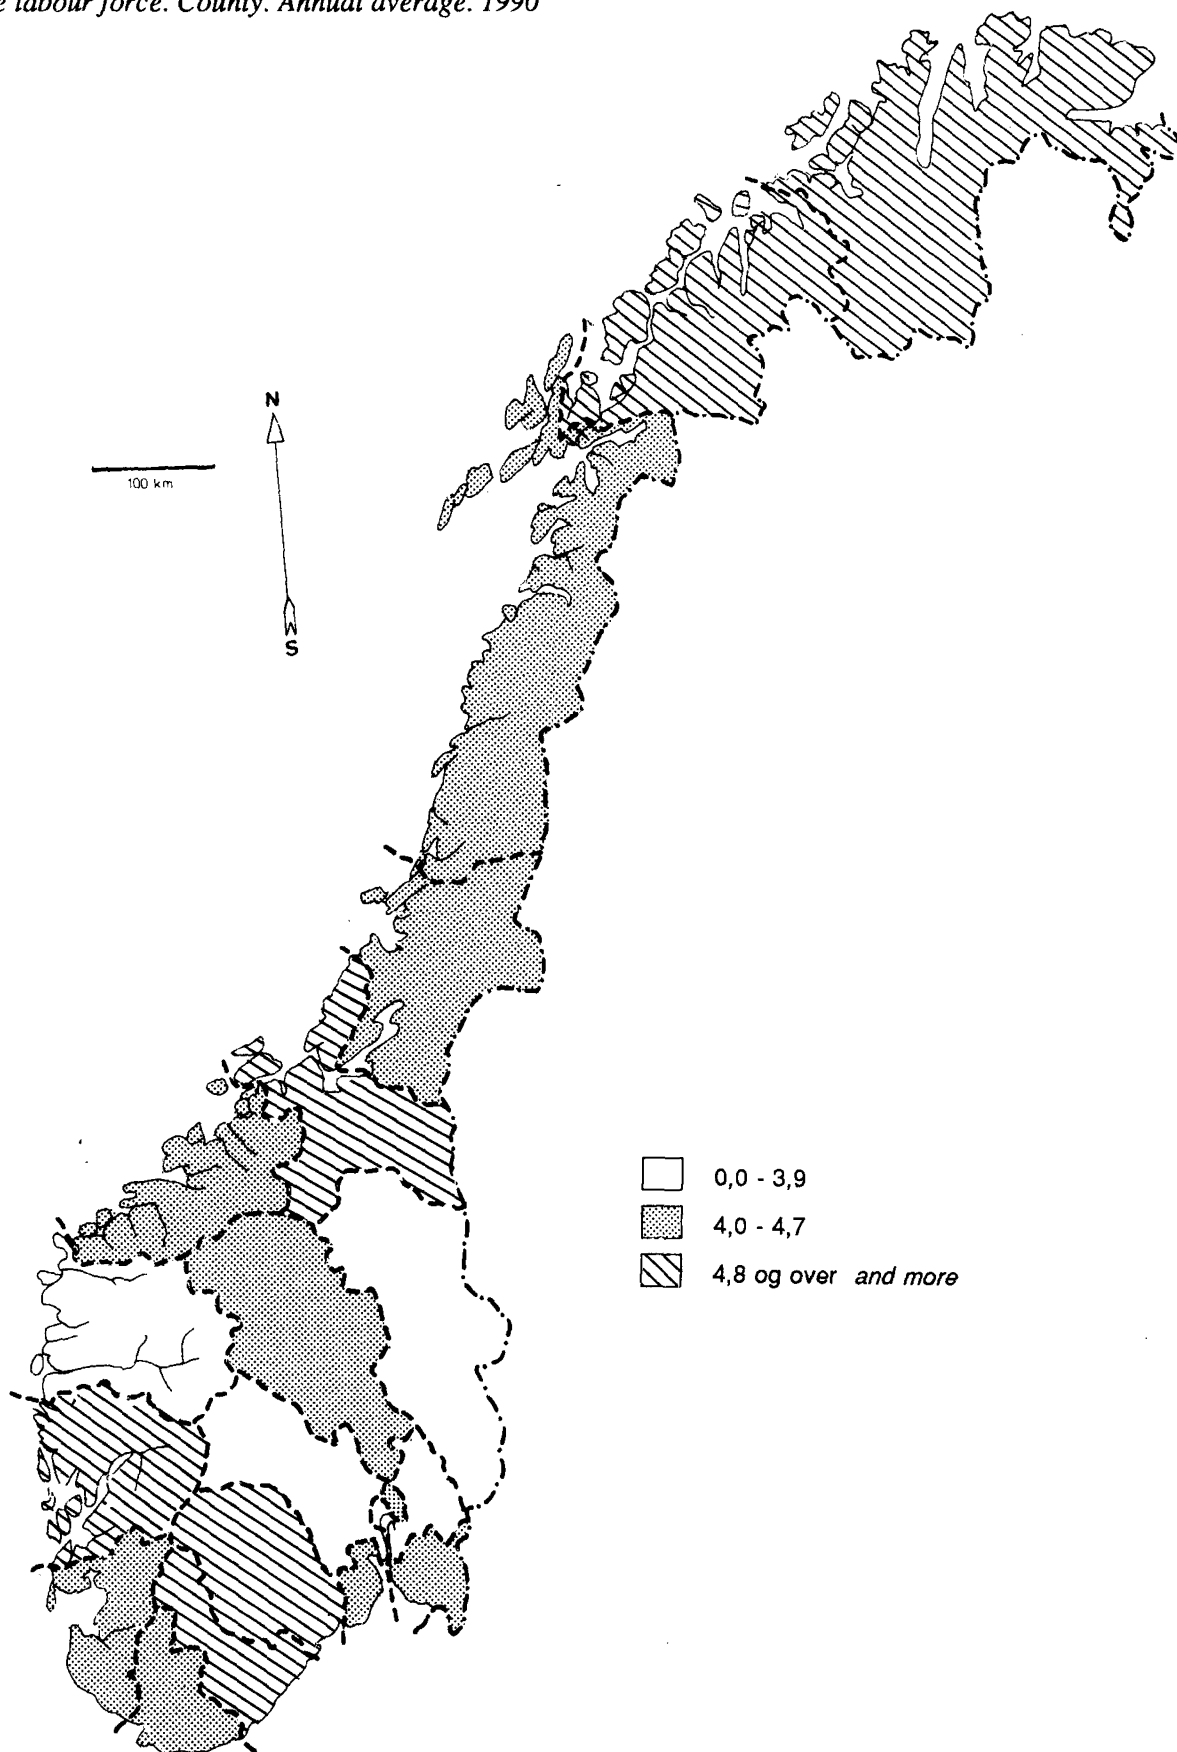 labour force. County. Annual average. 1990
N
100 km
S
0,0 - 3,9
4,0 - 4,7
4,8 og over and more